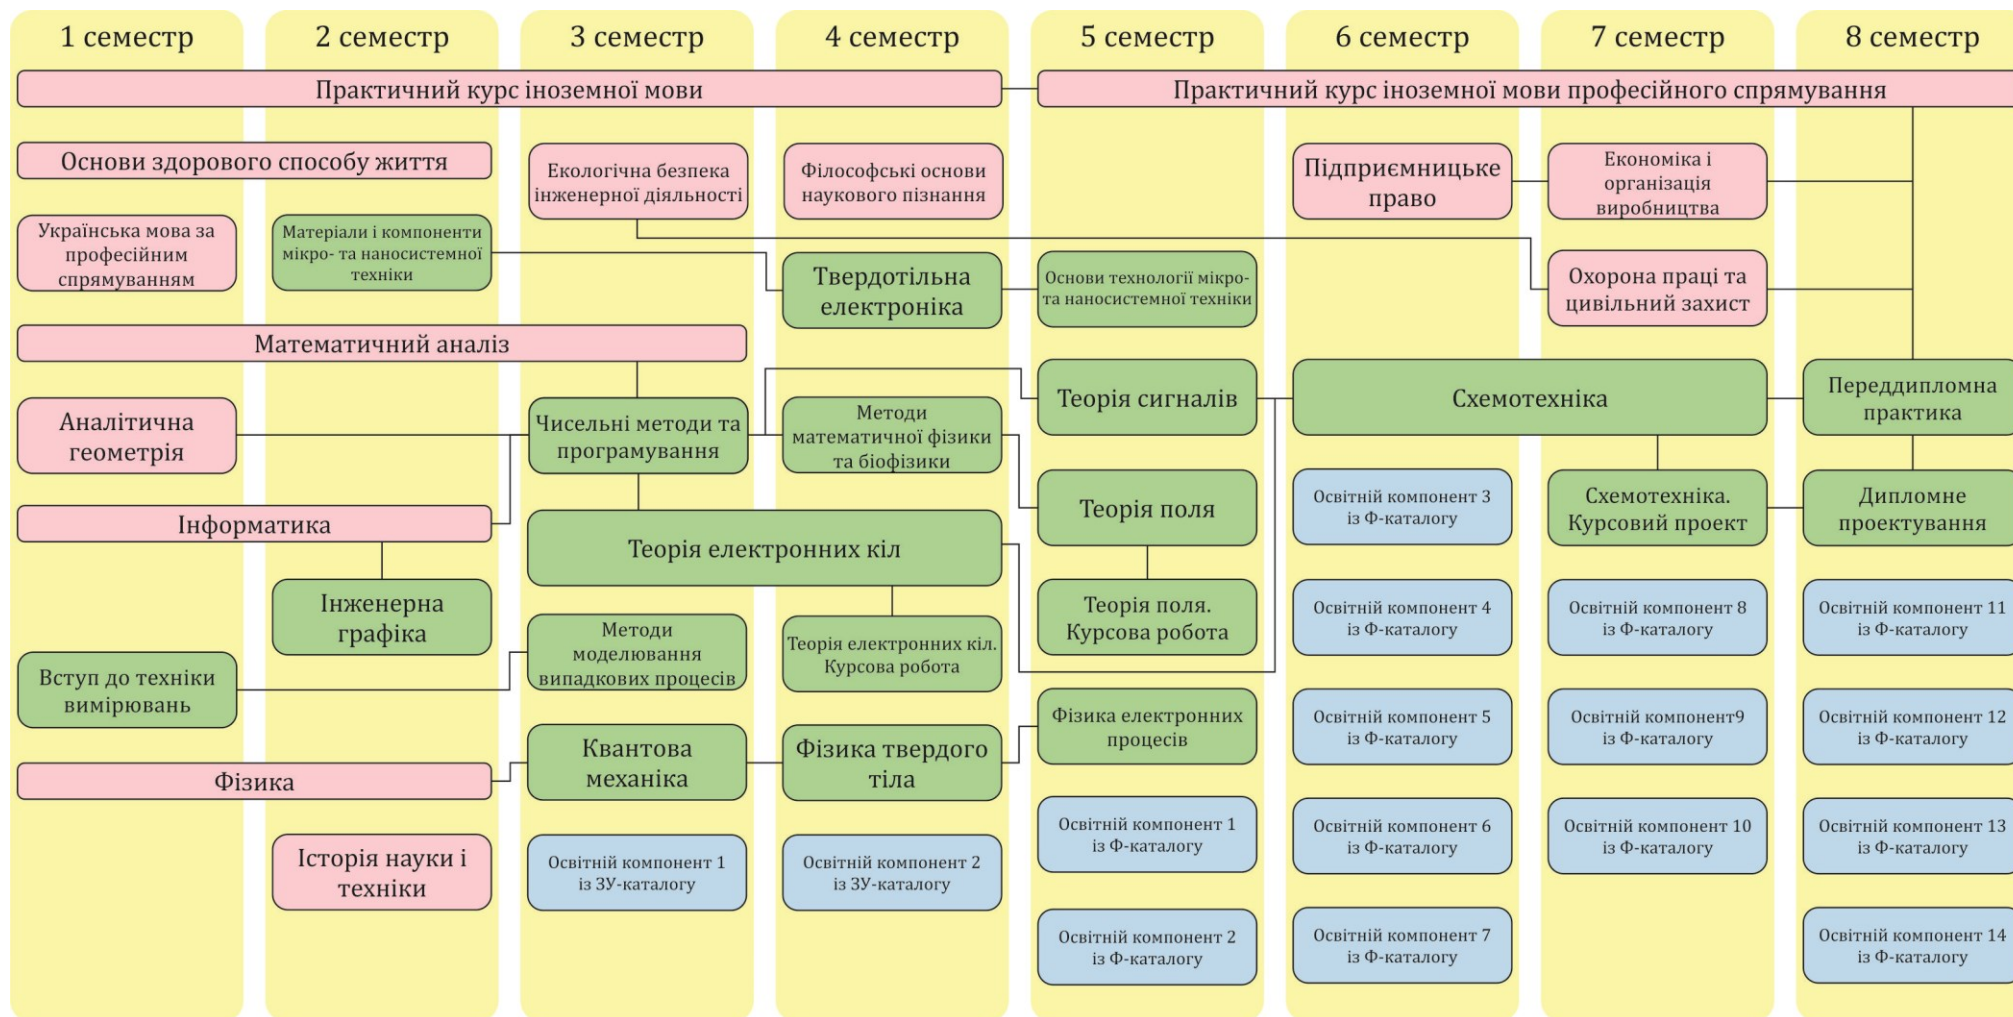 1 семестр
2 семестр
3 семестр
4 семестр
5 семестр
6 семестр
7 семестр
8 семестр
Практичний курс іноземної мови
Практичний курс іноземної мови професійного спрямування
Основи здорового способу життя
Екологічна безпека
інженерної діяльності
Філософські основи
наукового пізнання
Підприємницьке
право
Економіка і
організація
виробництва
Українська мова за
професійним
спрямуванням
Матеріали і компоненти
мікро- та наносистемної
техніки
Твердотільна
електроніка
Основи технології мікро-
та наносистемної техніки
Охорона праці та
цивільний захист
Математичний аналіз
Аналітична
геометрія
Чисельні методи та
програмування
Методи
математичної фізики
та біофізики
Теорія сигналів
Схемотехніка
Переддипломна
практика
Інформатика
Теорія електронних кіл
Теорія поля
Освітній компонент 3
із Ф-каталогу
Схемотехніка.
Курсовий проект
Дипломне
проектування
Інженерна
графіка
Методи
моделювання
випадкових процесів
Теорія електронних кіл.
Курсова робота
Теорія поля.
Курсова робота
Освітній компонент 4
із Ф-каталогу
Освітній компонент 8
із Ф-каталогу
Освітній компонент 11
із Ф-каталогу
Вступ до техніки
вимірювань
Фізика електронних
процесів
Освітній компонент 5
із Ф-каталогу
Освітній компонент9
із Ф-каталогу
Освітній компонент 12
із Ф-каталогу
Фізика
Квантова
механіка
Фізика твердого
тіла
Освітній компонент 1
із Ф-каталогу
Освітній компонент 6
із Ф-каталогу
Освітній компонент 10
із Ф-каталогу
Освітній компонент 13
із Ф-каталогу
Історія науки і
техніки
Освітній компонент 1
із ЗУ-каталогу
Освітній компонент 2
із ЗУ-каталогу
Освітній компонент 2
із Ф-каталогу
Освітній компонент 7
із Ф-каталогу
Освітній компонент 14
із Ф-каталогу